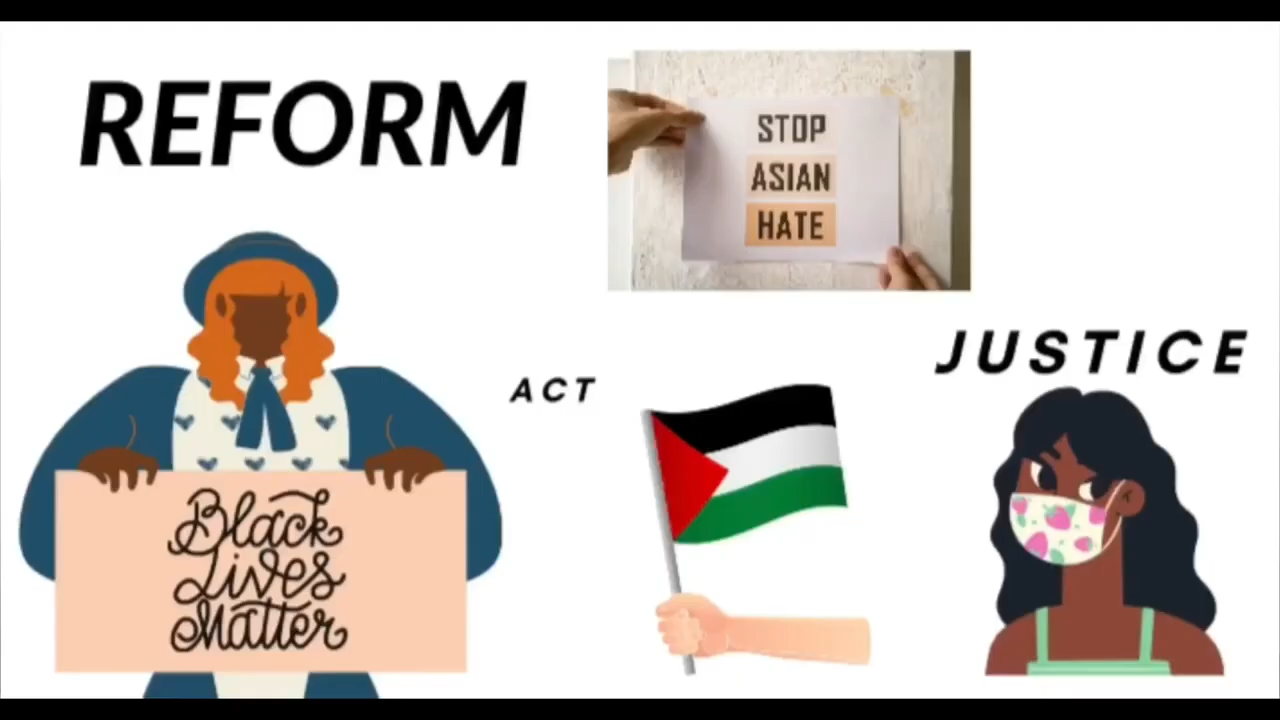 REFORM
STOP
ASIAN
HATE
JUSTICE
ACT
Black
Lives
Matter